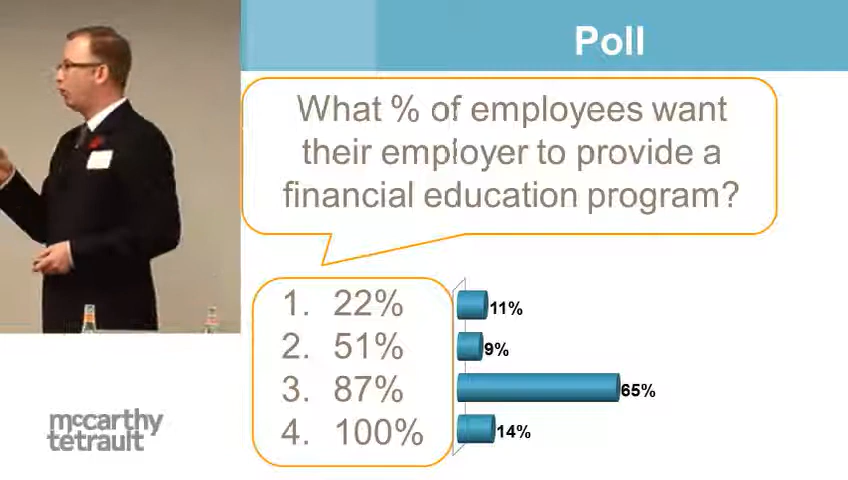 Poll
What % of employees want
their employer to provide a
financial education program?
1. 22% 11%
2. 51% 9%
3. 87% 65%
4. 100% 14%
mccarthy
tetrault